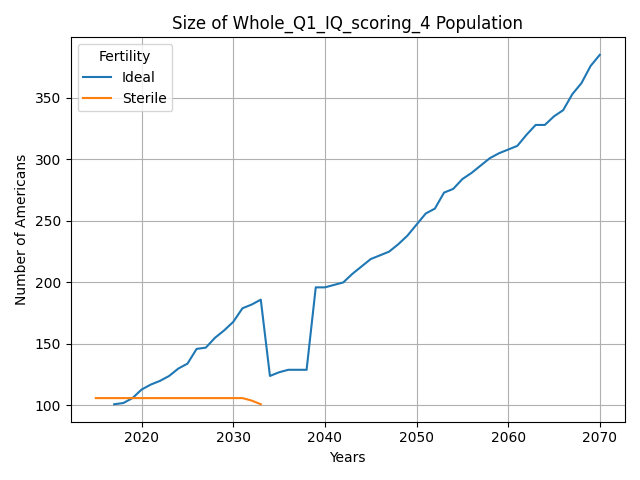 Size of Whole_Q1_IQ_scoring_4 Population
Fertility
Ideal
Sterile
Number of Americans
350
300
250
200
150
100
2020
2030
2040
2050
2060
2070
Years